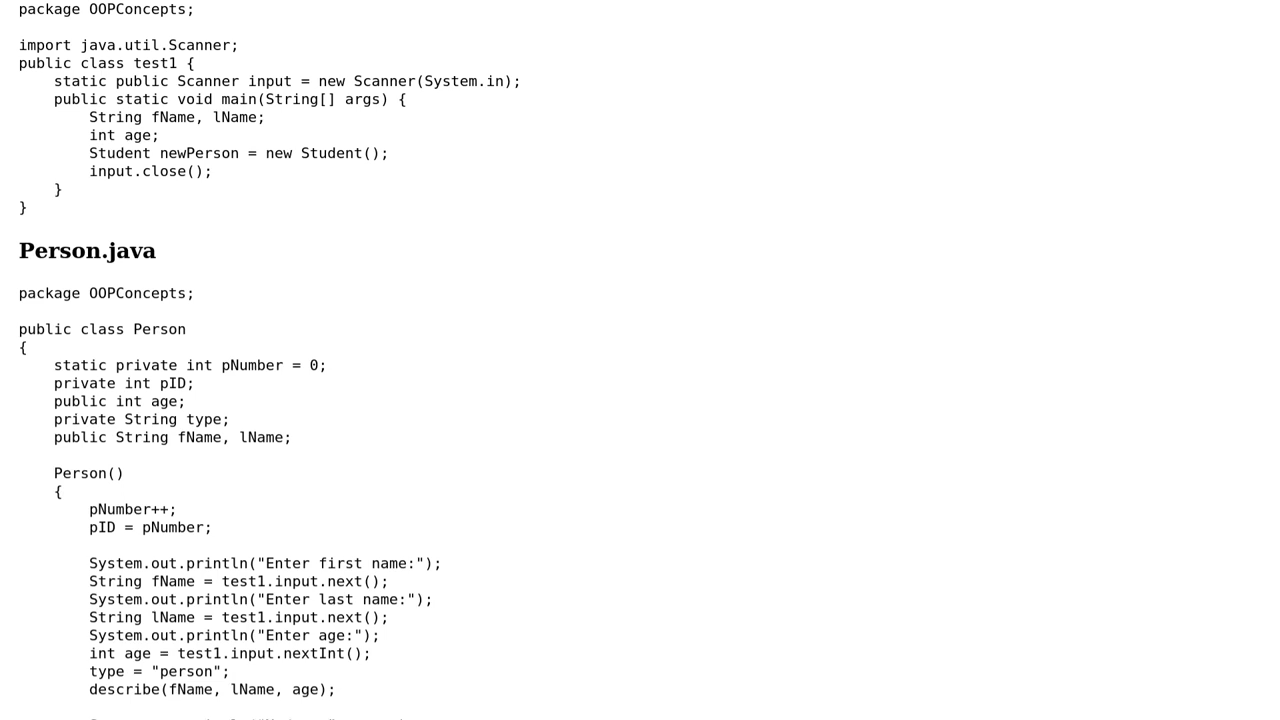 package OOPConcepts;
import java.util.Scanner;
public class test1 {
static public Scanner input = new Scanner(System.in);
public static void main(String[] args) {
String fName, lName;
int age;
Student newPerson = new Student();
input.close();
}
}
Person.java
package OOPConcepts;
public class Person
{
static private int pNumber = 0;
private int pID;
public int age;
private String type;
public String fName, lName;
Person()
{
pNumber++;
pID = pNumber;
System.out.println("Enter first name:");
String fName = test1.input.next();
System.out.println("Enter last name:");
String lName = test1.input.next();
System.out.println("Enter age:");
int age = test1.input.nextInt();
type = "person";
describe(fName, lName, age);